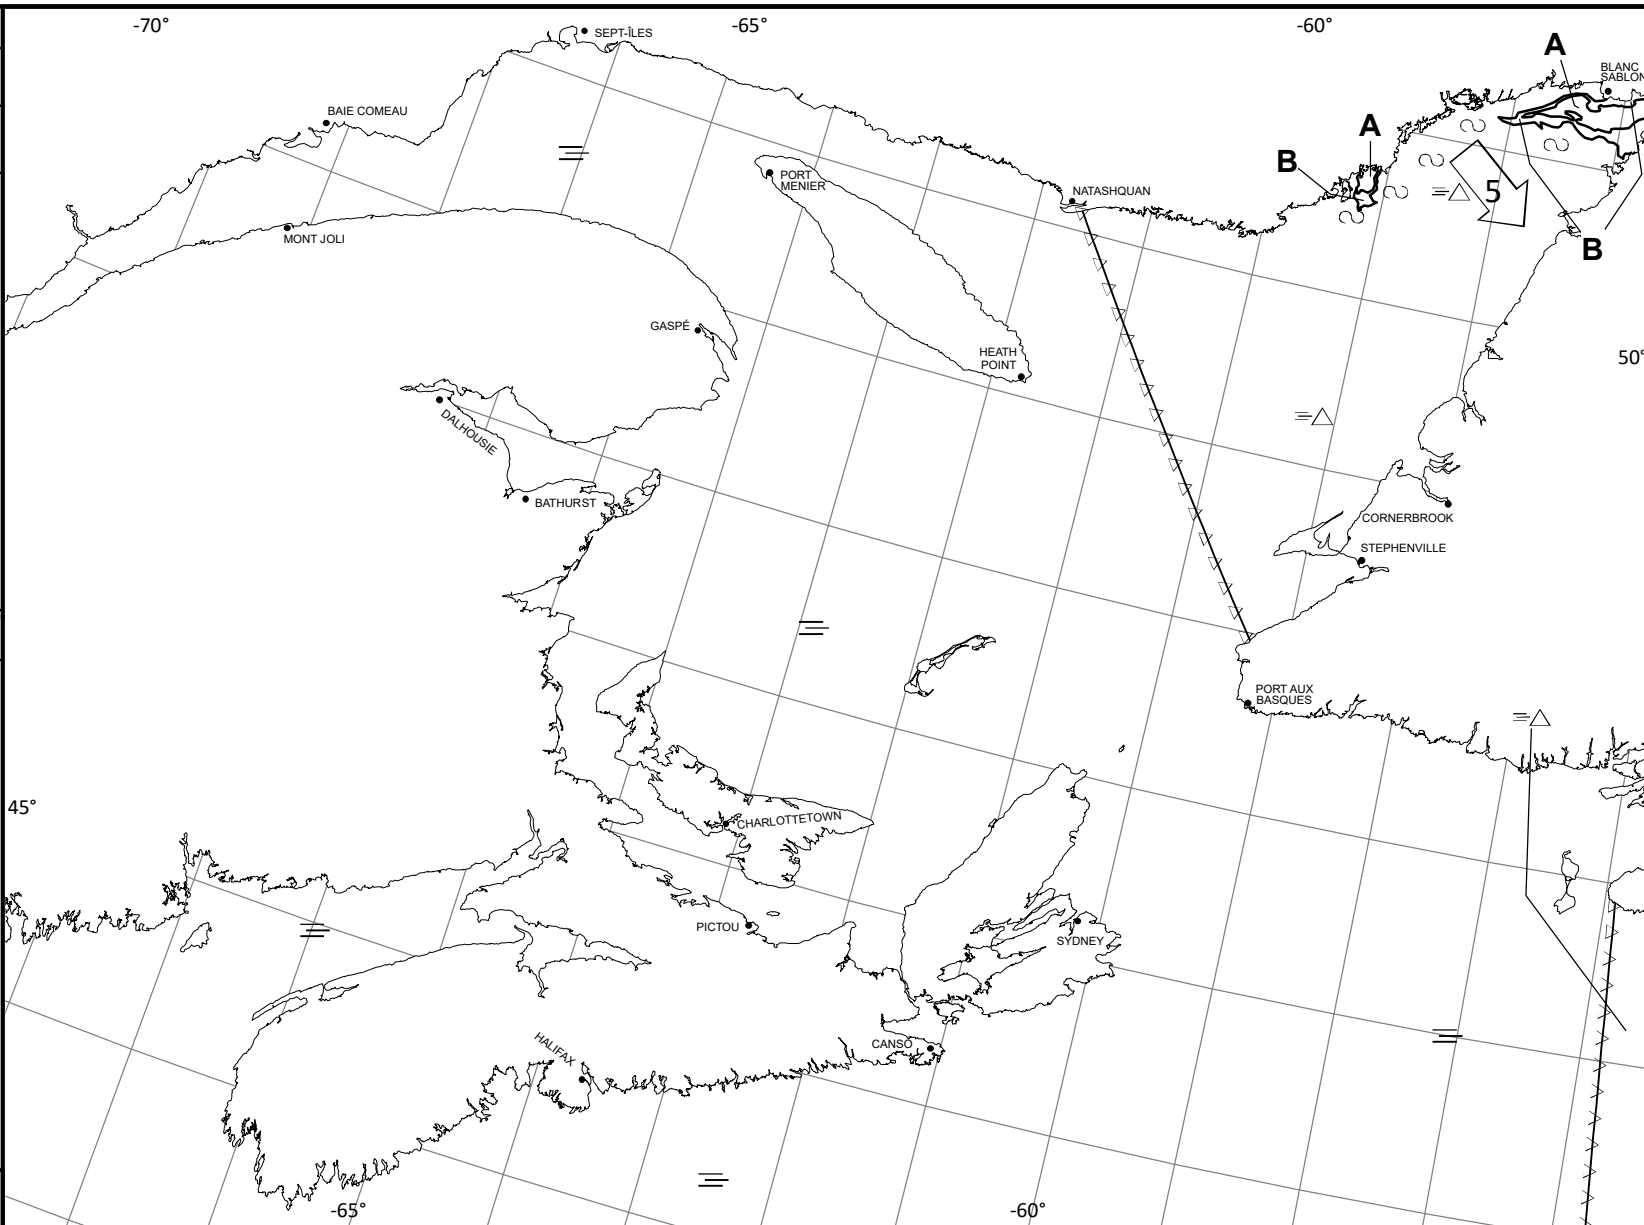 -70°
-65°
-60°
SEPT-ÎLES
A
BLANC
SABLON
BAIE COMEAU
A
B
PORT
MENIER
NATASHQUAN
5
MONT JOLI
B
GASPÉ
HEATH
POINT
50°
DALHOUSIE
BATHURST
CORNERBROOK
STEPHENVILLE
PORT AUX
BASQUES
45°
CHARLOTTETOWN
PICTOU
SYDNEY
HALIFAX
CANSO
-65°
-60°